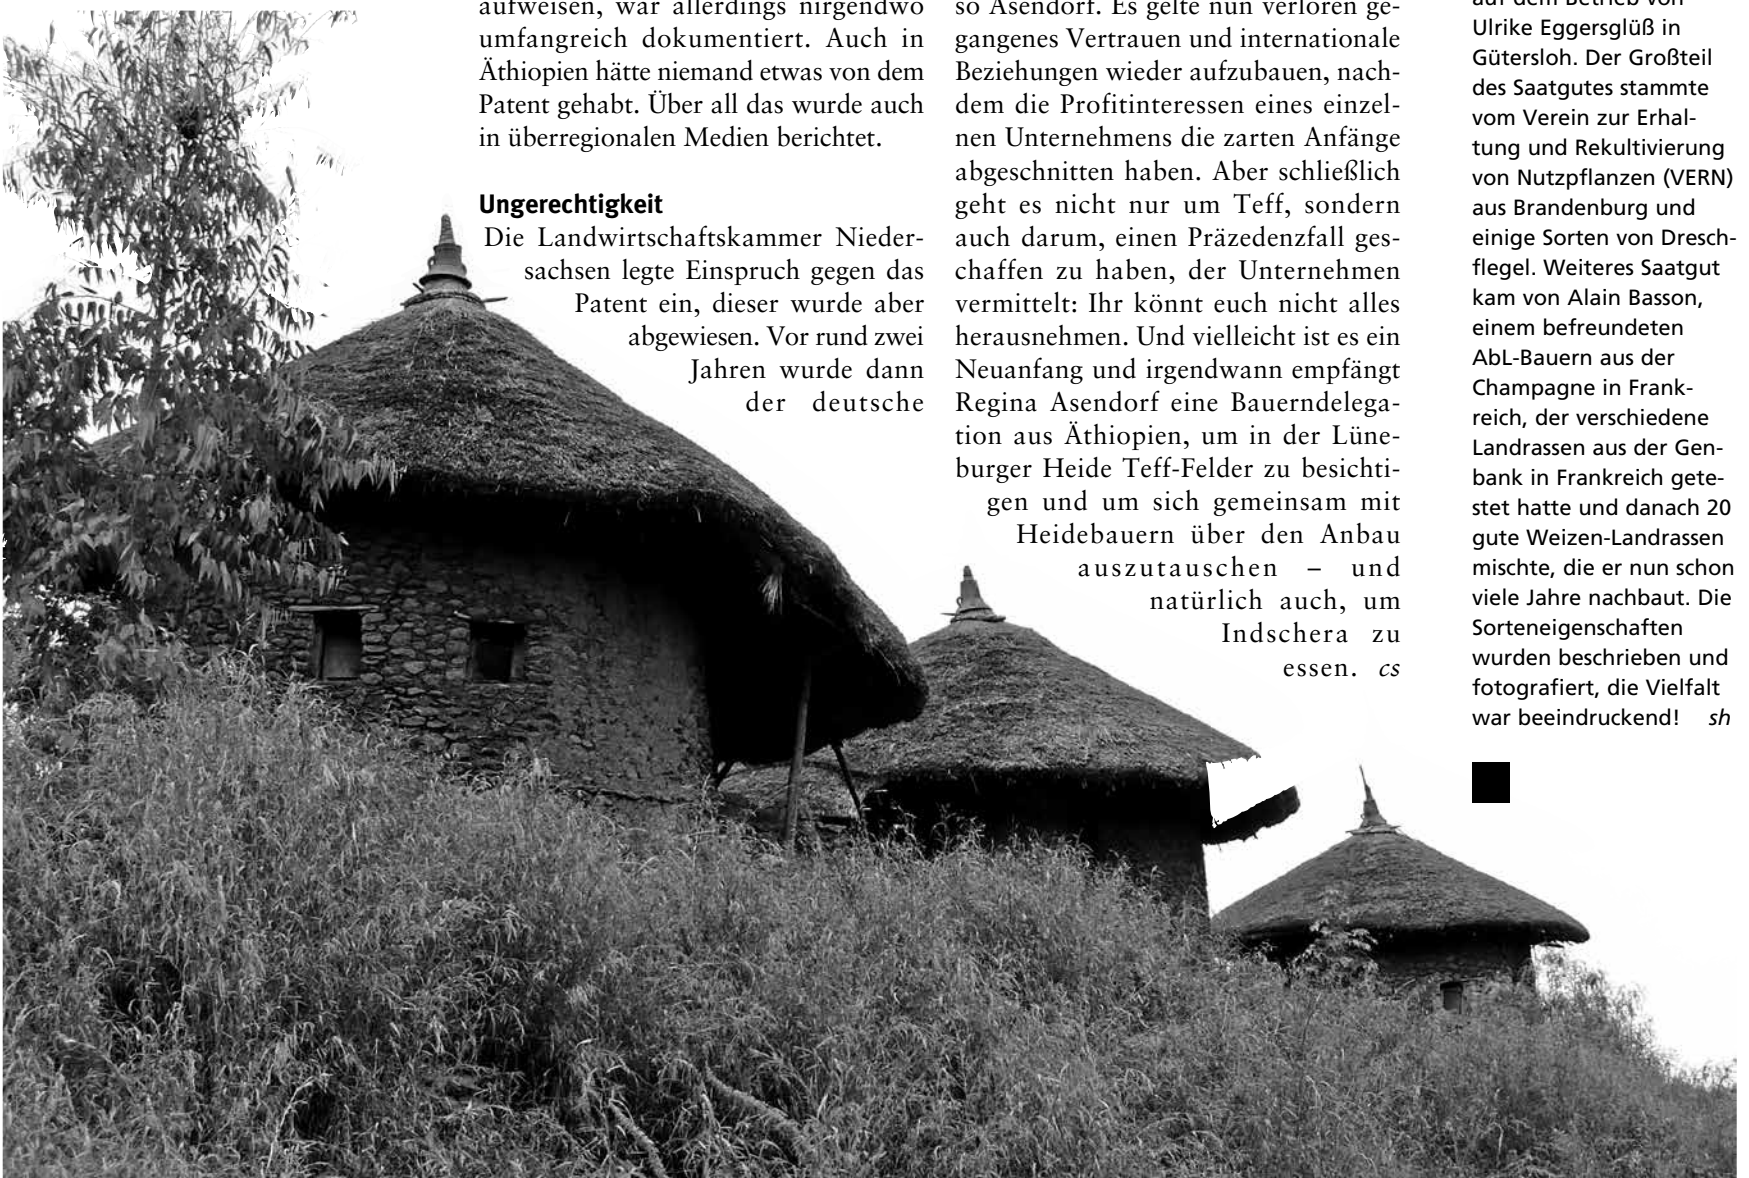 aufweisen, war allerdings nirgendwo
umfangreich dokumentiert. Auch in
Äthiopien hätte niemand etwas von dem
Patent gehabt. Über all das wurde auch
in überregionalen Medien berichtet.
Ungerechtigkeit
Die Landwirtschaftskammer Nieder-
sachsen legte Einspruch gegen das
Patent ein, dieser wurde aber
abgewiesen. Vor rund zwei
Jahren wurde dann
der deutsche
so Asendorf. Es gelte nun verloren ge-
gangenes Vertrauen und internationale
Beziehungen wieder aufzubauen, nach-
dem die Profitinteressen eines einzel-
nen Unternehmens die zarten Anfänge
abgeschnitten haben. Aber schließlich
geht es nicht nur um Teff, sondern
auch darum, einen Präzedenzfall ges-
chaffen zu haben, der Unternehmen
vermittelt: Ihr könnt euch nicht alles
herausnehmen. Und vielleicht ist es ein
Neuanfang und irgendwann empfängt
Regina Asendorf eine Bauerndelega-
tion aus Äthiopien, um in der Lüne-
burger Heide Teff-Felder zu besichti-
gen und um sich gemeinsam mit
Heidebauern über den Anbau
auszutauschen – und
natürlich auch, um
Indschera zu
essen. cs
auf dem Betrieb von
Ulrike Eggersglüß in
Gütersloh. Der Großteil
des Saatgutes stammte
vom Verein zur Erhal-
tung und Rekultivierung
von Nutzpflanzen (VERN)
aus Brandenburg und
einige Sorten von Dresch-
flegel. Weiteres Saatgut
kam von Alain Basson,
einem befreundeten
AbL-Bauern aus der
Champagne in Frank-
reich, der verschiedene
Landrassen aus der Gen-
bank in Frankreich gete-
stet hatte und danach 20
gute Weizen-Landrassen
mischte, die er nun schon
viele Jahre nachbaut. Die
Sorteneigenschaften
wurden beschrieben und
fotografiert, die Vielfalt
war beeindruckend! sh